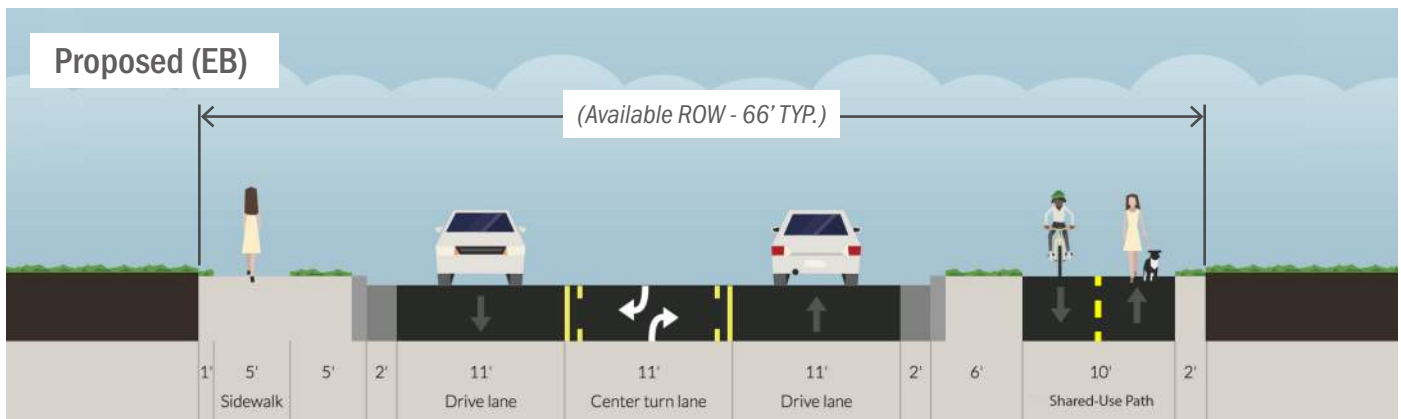 Proposed (EB)
(Available ROW - 66' TYP.)
1' 5' 5' 2' 11' 11' 11' 2' 6' 10' 2'
Sidewalk Drive lane Center turn lane Drive lane Shared-Use Path